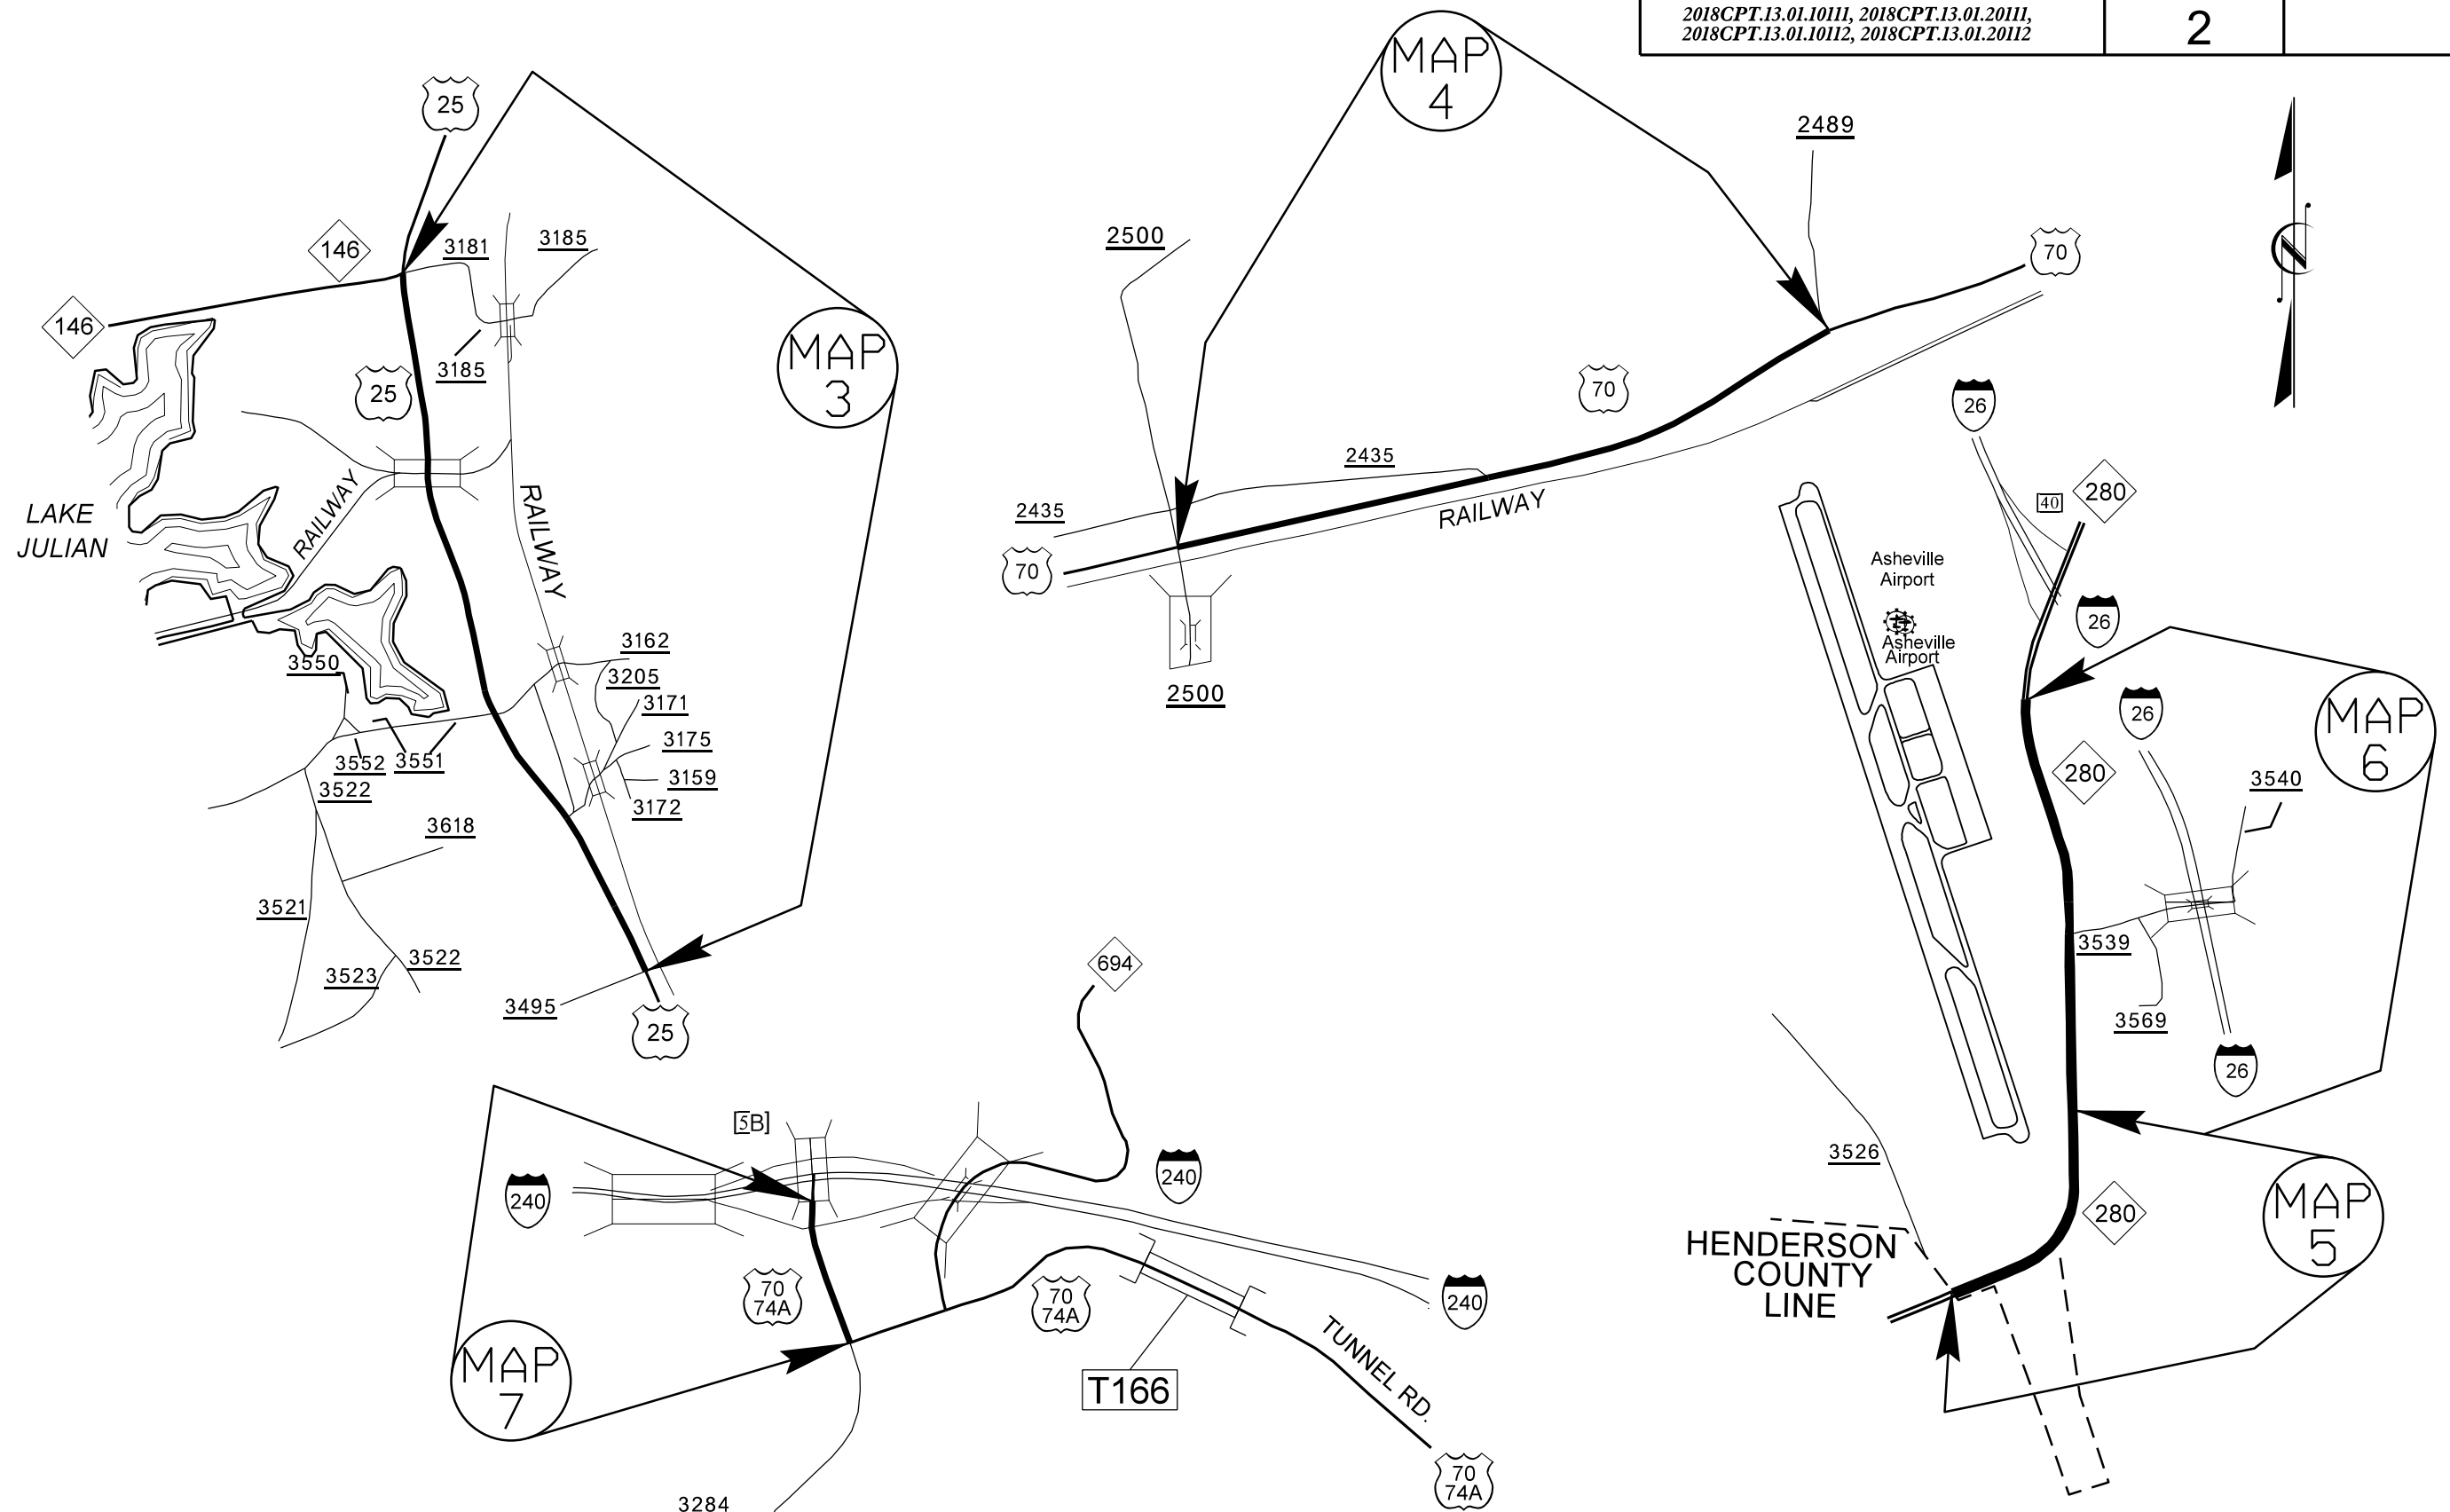 2018CPT.13.01.10111, 2018CPT.13.01.20111,
2018CPT.13.01.10112, 2018CPT.13.01.20112
2
25
146
146
3181
3185
3185
25
MAP
3
RAILWAY
RAILWAY
LAKE
JULIAN
3550
3162
3205
3171
3175
3159
3172
3552
3551
3522
3618
3521
3522
3523
3495
25
MAP
4
2489
2500
70
70
2435
2435
RAILWAY
70
2500
26
40
280
Asheville
Airport
26
Asheville
Airport
MAP
6
26
280
3540
3539
3569
26
3526
280
MAP
5
HENDERSON
COUNTY
LINE
694
5B
240
240
70
74A
70
74A
240
MAP
7
T166
TUNNEL RD.
70
74A
3284